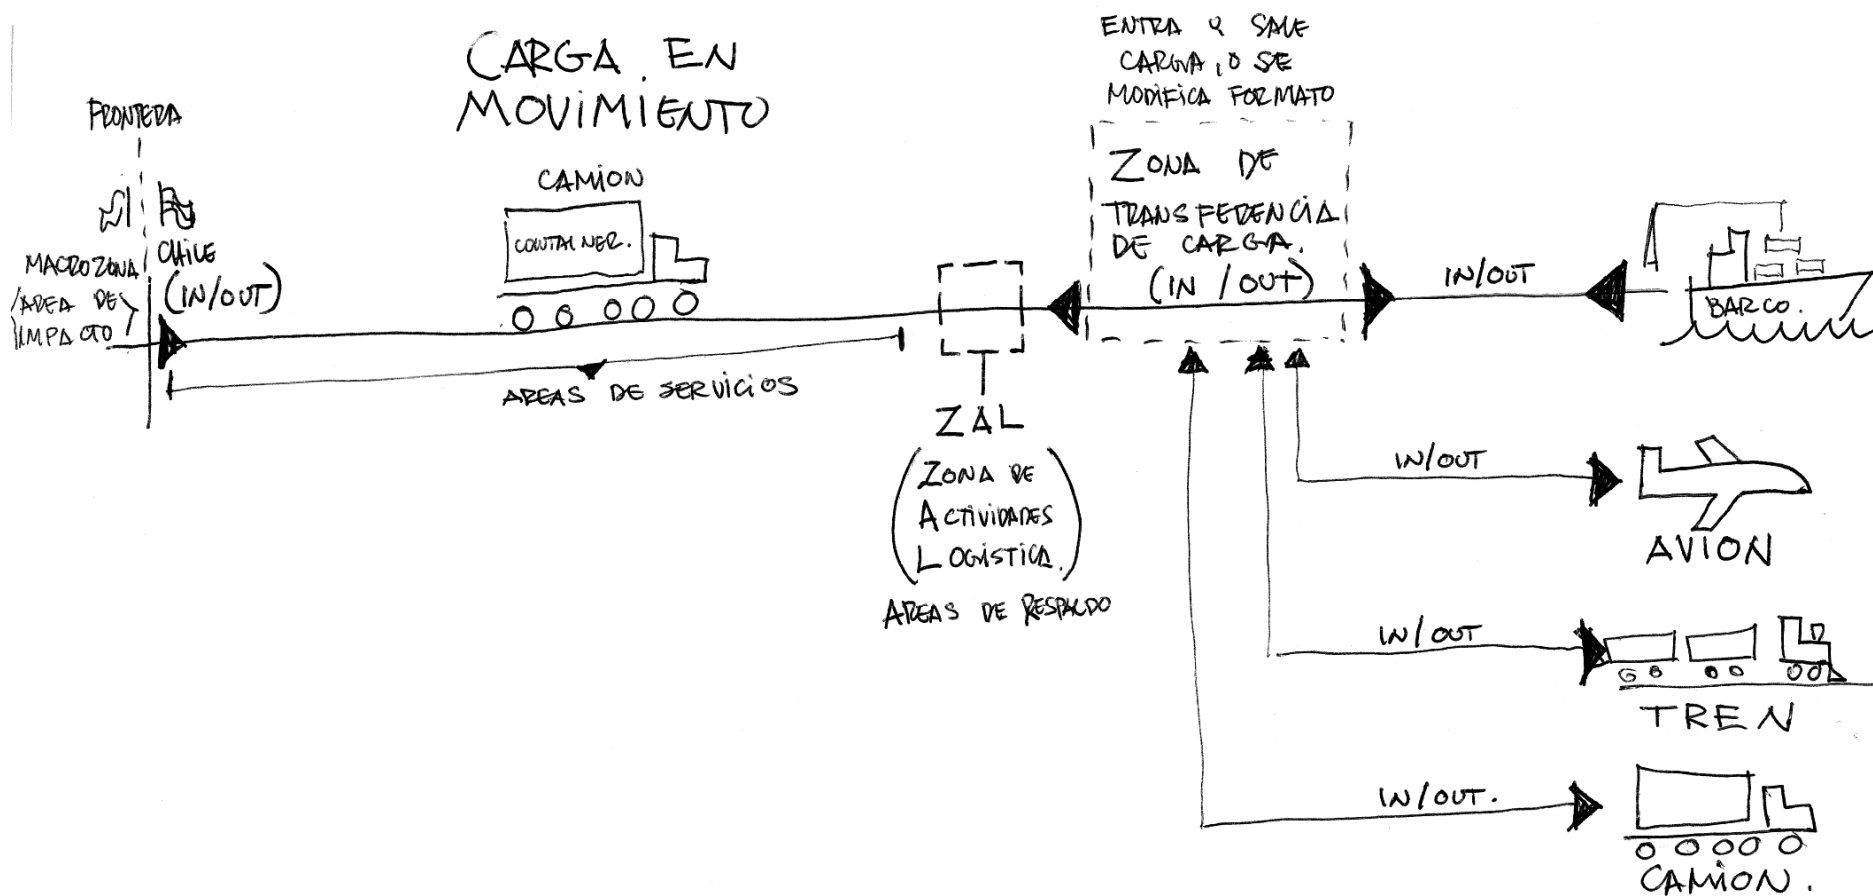 CARGA EN
MOVIMIENTO
ENTRA Y SALE
CARGA, O SE
MODIFICA FORMATO
FRONTERA
CHILE
(IN/OUT)
MACROZONA
(AREA DE
IMPACTO)
CAMION
CONTAINER.
AREAS DE SERVICIOS
ZAL
(ZONA DE
ACTIVIDADES
LOGISTICA.)
AREAS DE RESPALDO
ZONA DE
TRANSFERENCIA
DE CARGA.
(IN / OUT)
IN/OUT
BARCO.
IN/OUT
AVION
IN/OUT
TREN
IN/OUT.
CAMION.